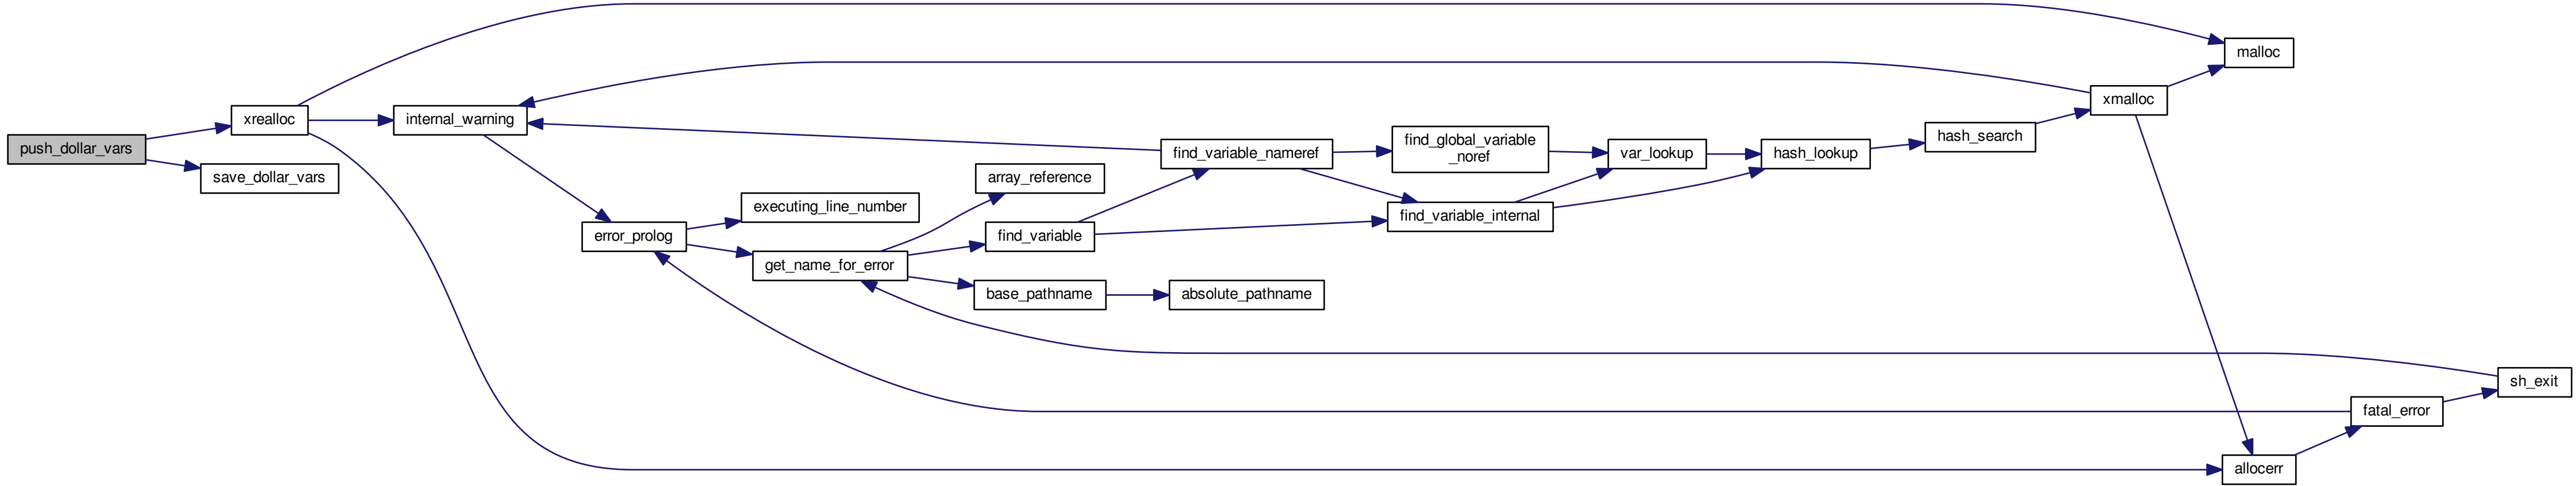 push_dollar_vars
xrealloc
save_dollar_vars
internal_warning
error_prolog
executing_line_number
get_name_for_error
array_reference
find_variable
base_pathname
absolute_pathname
find_variable_nameref
find_global_variable
_noref
find_variable_internal
var_lookup
hash_lookup
hash_search
xmalloc
malloc
allocerr
fatal_error
sh_exit